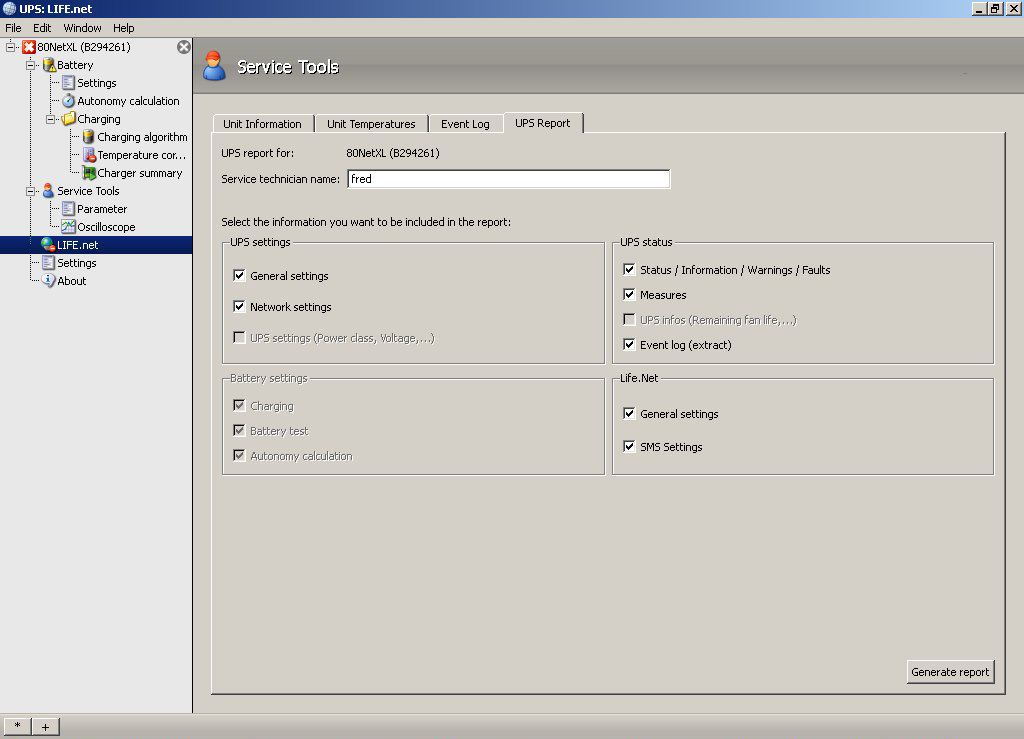 UPS: LIFE.net
File Edit Window Help
80NetXL (B294261)
Battery
Settings
Autonomy calculation
Charging
Charging algorithm
Temperature cor...
Charger summary
Service Tools
Parameter
Oscilloscope
LIFE.net
Settings
About
Service Tools
Unit Information Unit Temperatures Event Log UPS Report
UPS report for: 80NetXL (B294261)
Service technician name: fred
Select the information you want to be included in the report:
UPS settings
General settings
Network settings
UPS settings (Power class, Voltage,...)
UPS status
Status / Information / Warnings / Faults
Measures
UPS infos (Remaining fan life,...)
Event log (extract)
Battery settings
Charging
Battery test
Autonomy calculation
Life.Net
General settings
SMS Settings
Generate report
* +